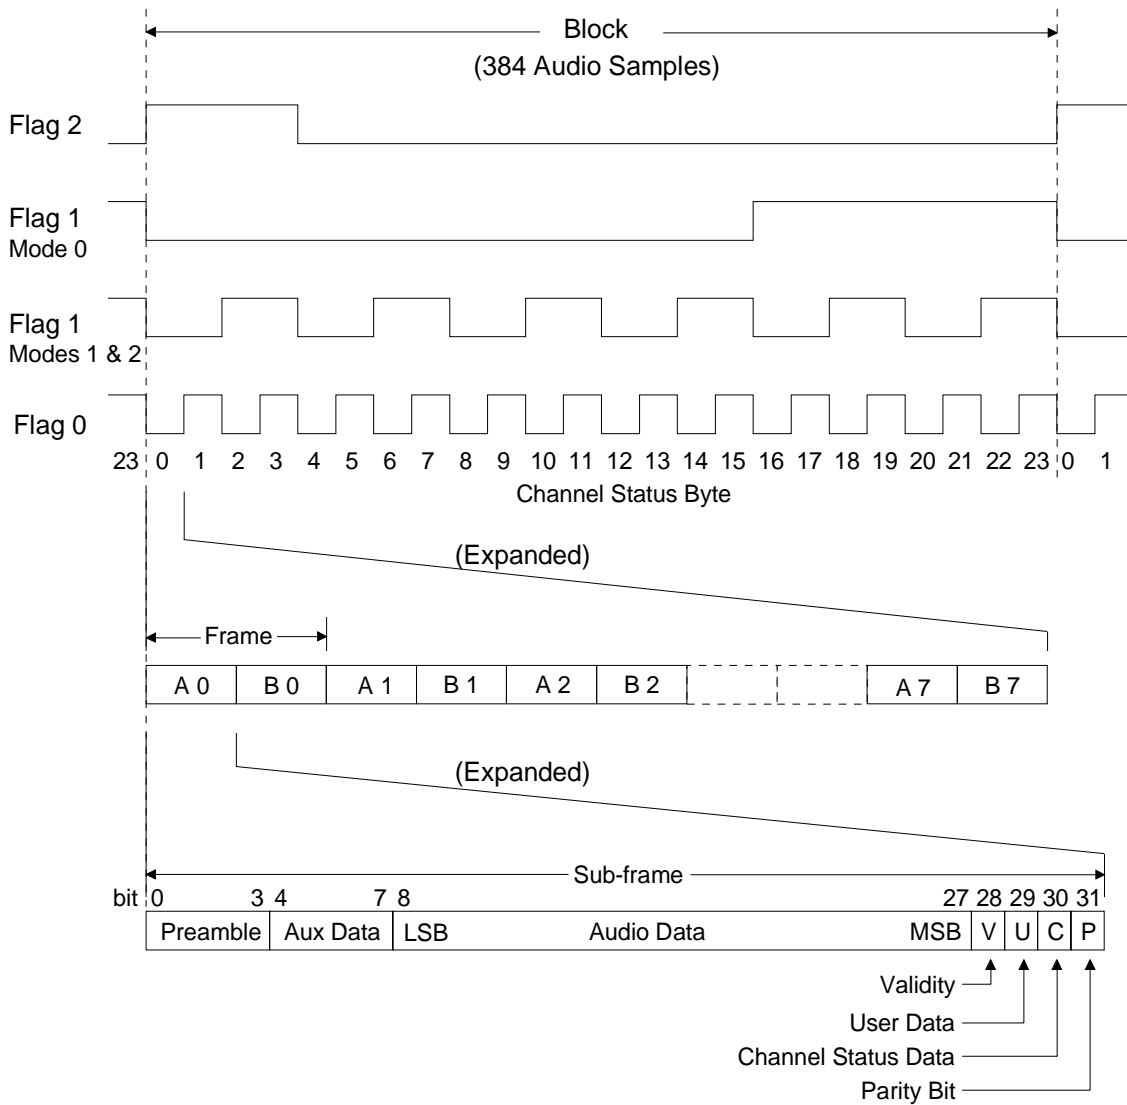 Block
(384 Audio Samples)
Flag 2
Flag 1
Mode 0
Flag 1
Modes 1 & 2
Flag 0
23 0 1 2 3 4 5 6 7 8 9 10 11 12 13 14 15 16 17 18 19 20 21 22 23 0 1
Channel Status Byte
(Expanded)
Frame
A 0 B 0 A 1 B 1 A 2 B 2 A 7 B 7
(Expanded)
Sub-frame
bit 0 3 4 7 8 27 28 29 30 31
Preamble Aux Data LSB Audio Data MSB V U C P
Validity
User Data
Channel Status Data
Parity Bit